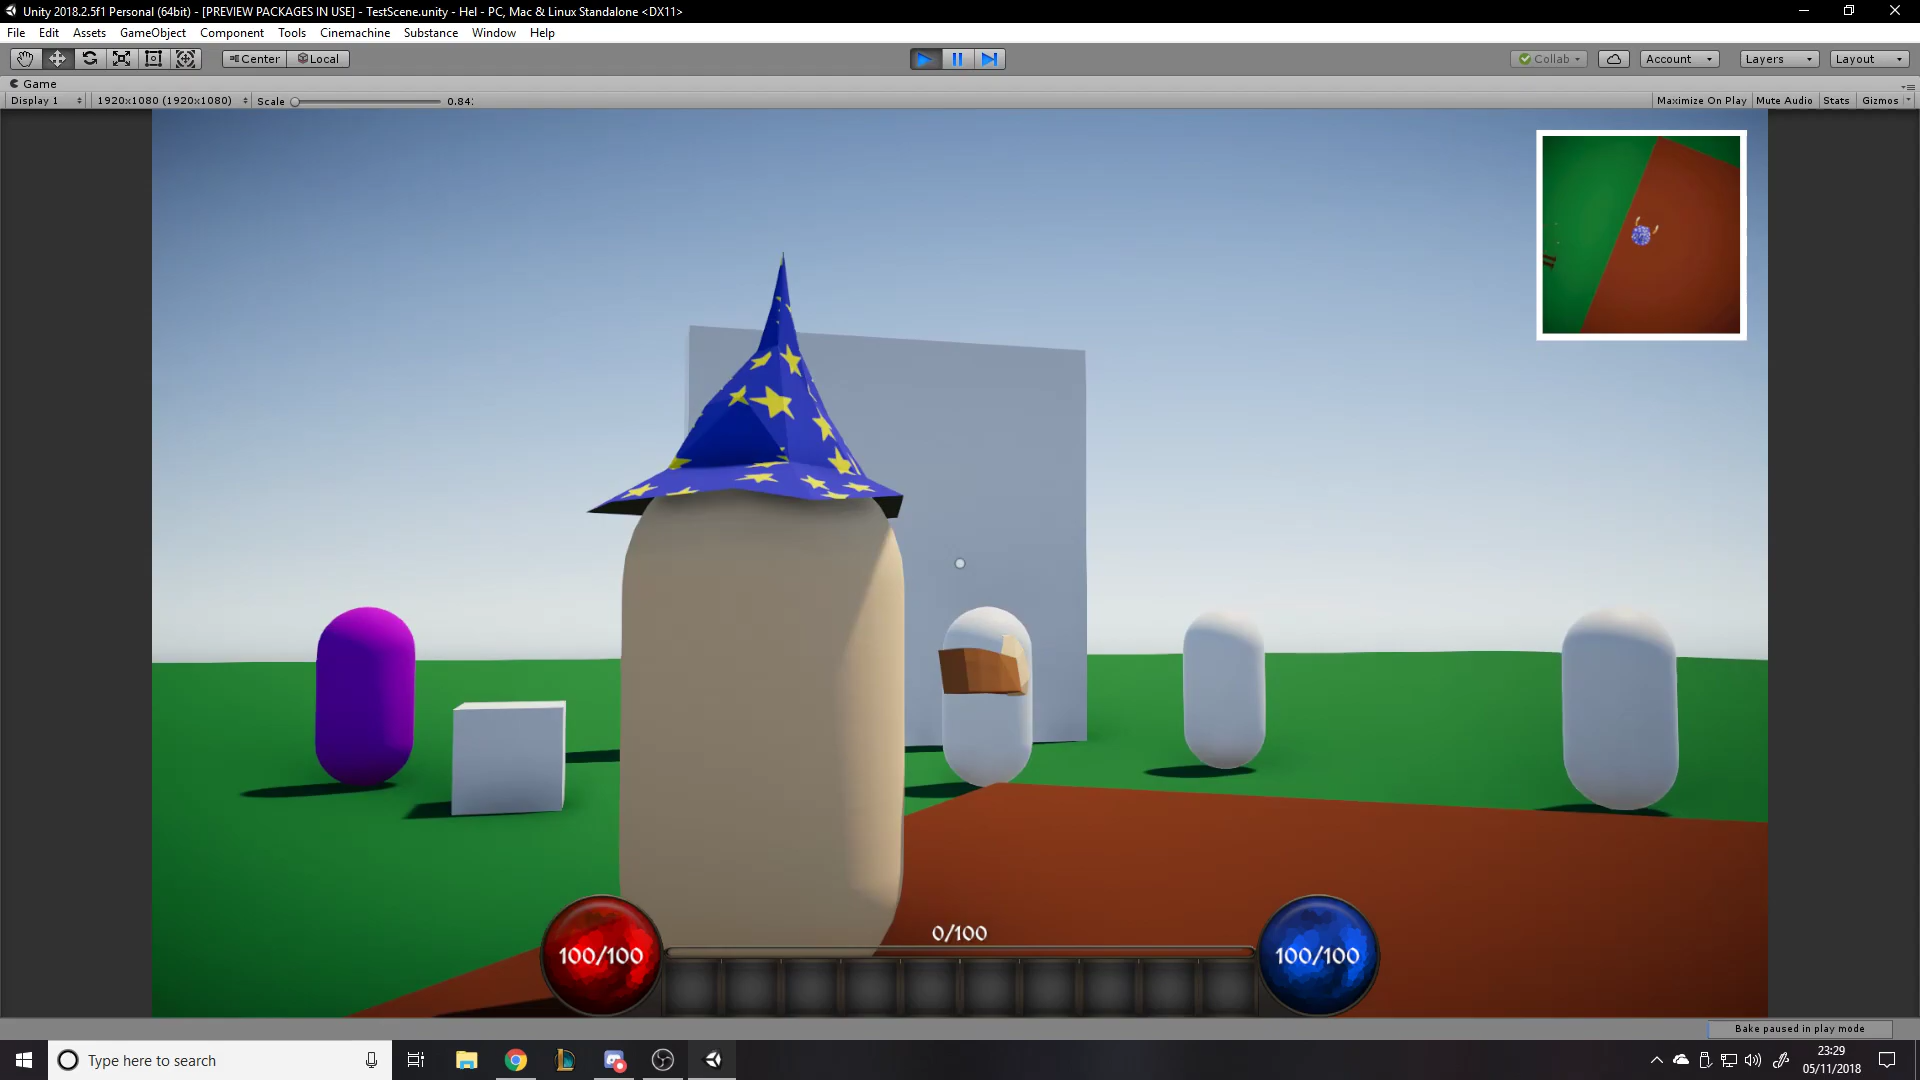 Unity 2018.2.5f1 Personal (64bit) - [PREVIEW PACKAGES IN USE] - TestScene.unity - Hel - PC, Mac & Linux Standalone <DX11>
File Edit Assets GameObject Component Tools Cinemachine Substance Window Help
Center Local Collab Account Layers Layout
Game
Display 1 1920x1080 (1920x1080) Scale 0.84: Maximize On Play Mute Audio Stats Gizmos
0/100
100/100 100/100
Bake paused in play mode
Type here to search
23:29
05/11/2018